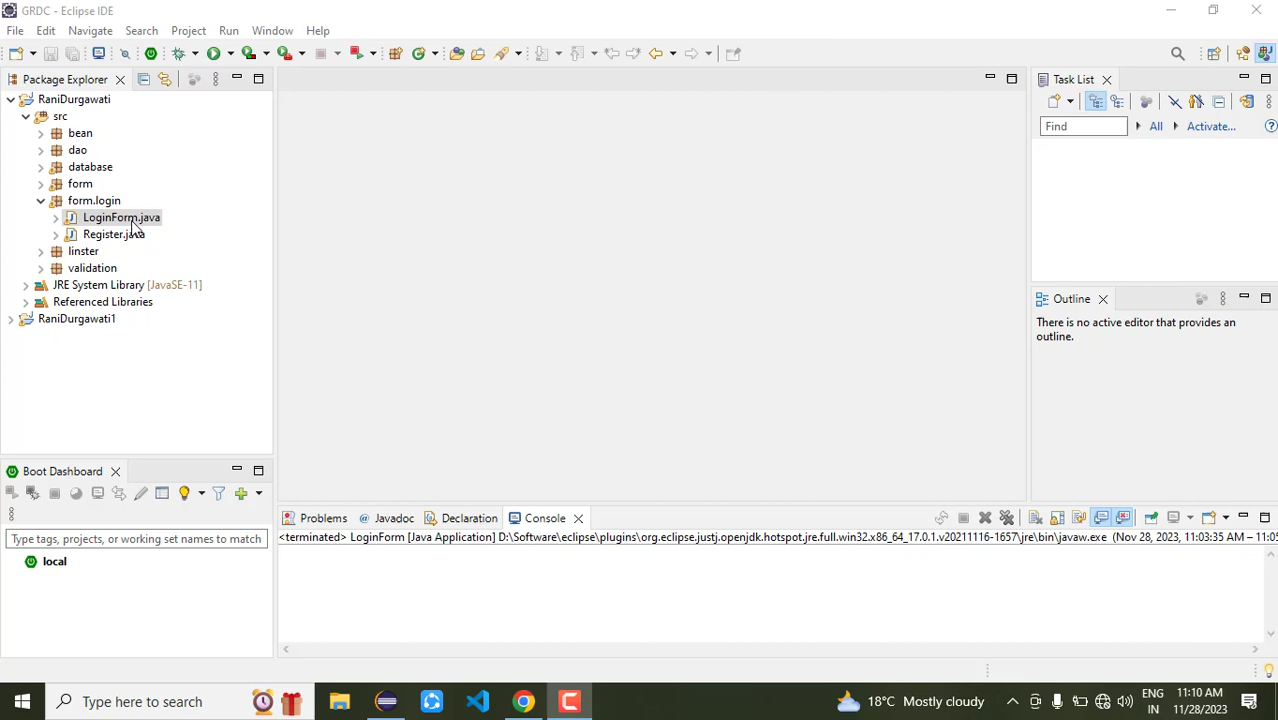 GRDC - Eclipse IDE
File Edit Navigate Search Project Run Window Help
Package Explorer
RaniDurgawati
src
bean
dao
database
form
form.login
LoginForm.java
Register.java
linster
validation
JRE System Library [JavaSE-11]
Referenced Libraries
RaniDurgawati1
Task List
Find
All
Activate...
Outline
There is no active editor that provides an
outline.
Boot Dashboard
Type tags, projects, or working set names to match
local
Problems
Javadoc
Declaration
Console
<terminated> LoginForm [Java Application] D:\Software\eclipse\plugins\org.eclipse.justj.openjdk.hotspot.jre.full.win32.x86_64_17.0.1.v20211116-1657\jre\bin\javaw.exe (Nov 28, 2023, 11:03:35 AM – 11:05
Type here to search
18°C Mostly cloudy
ENG
IN
11:10 AM
11/28/2023